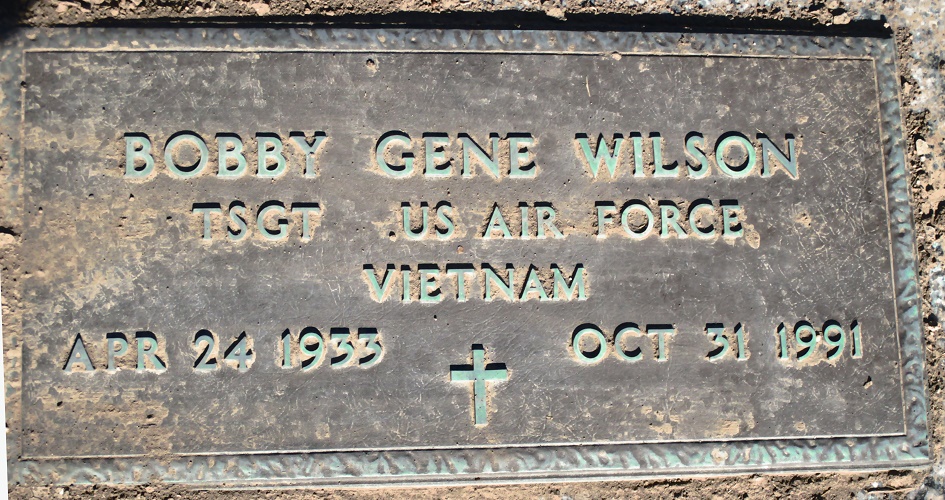 BOBBY GENE WILSON
TSGT US AIR FORCE
VIETNAM
APR 24 1933 OCT 31 1991